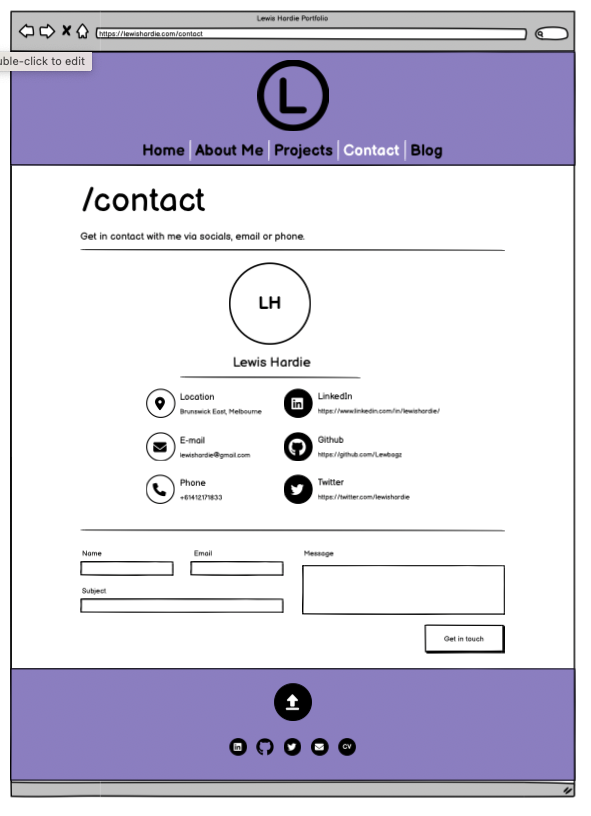 Lewis Hardie Portfolio
https://lewishardie.com/contact
uble-click to edit
L
Home About Me Projects Contact Blog
/contact
Get in contact with me via socials, email or phone.
LH
Lewis Hardie
Location
Brunswick East, Melbourne
LinkedIn
https://www.linkedin.com/in/lewishardie/
E-mail
lewishardie@gmail.com
Github
https://github.com/Lewbagz
Phone
+61412171833
Twitter
https://twitter.com/lewishardie
Name Email Message
Subject
Get in touch
in CV